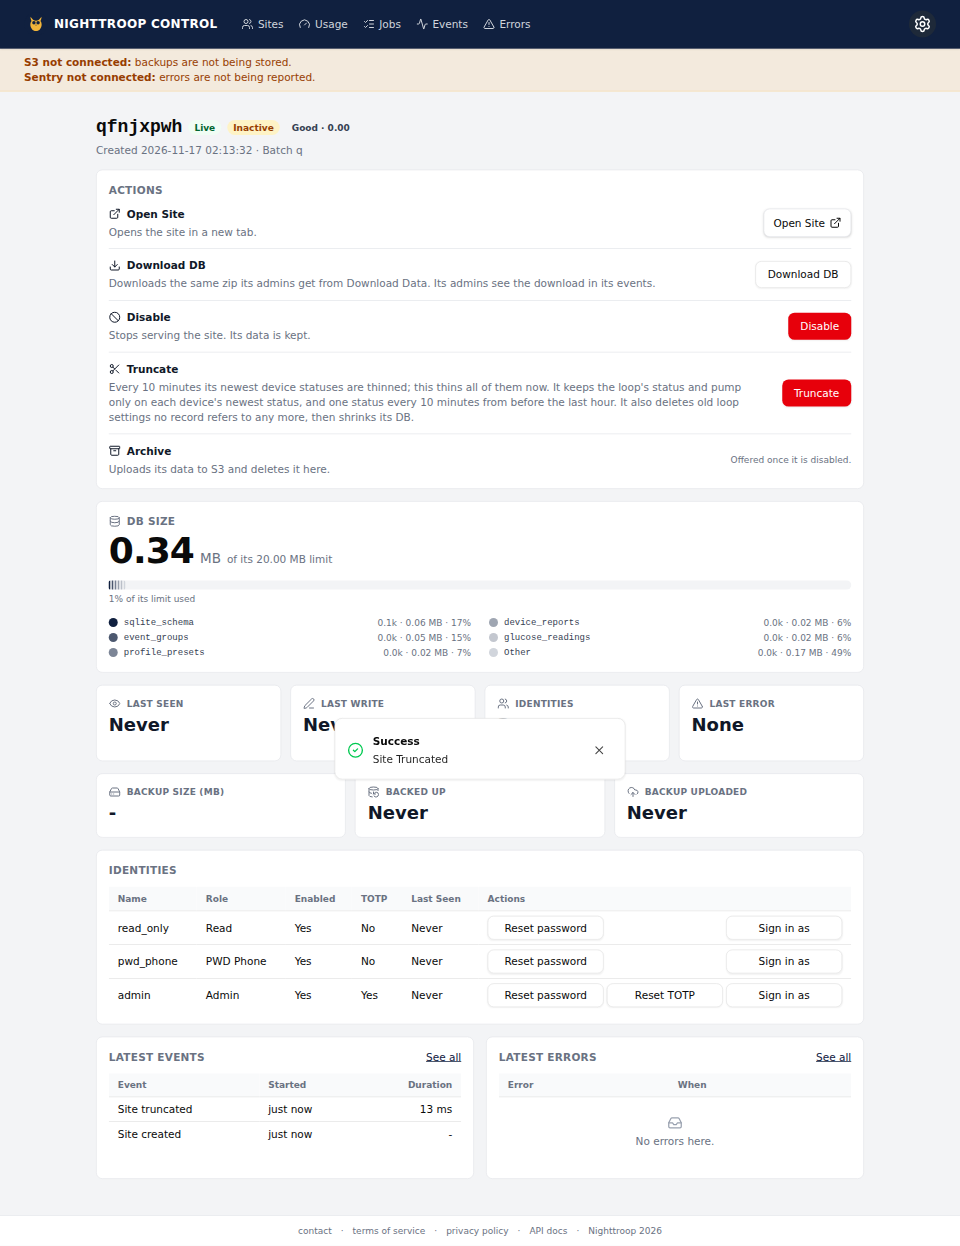 NIGHTTROOP CONTROL
Sites
Usage
Jobs
Events
Errors
S3 not connected: backups are not being stored.
Sentry not connected: errors are not being reported.
qfnjxpwh Live Inactive Good · 0.00
Created 2026-11-17 02:13:32 · Batch q
ACTIONS
Open Site
Opens the site in a new tab.
Open Site
Download DB
Downloads the same zip its admins get from Download Data. Its admins see the download in its events.
Download DB
Disable
Stops serving the site. Its data is kept.
Disable
Truncate
Every 10 minutes its newest device statuses are thinned; this thins all of them now. It keeps the loop's status and pump
only on each device's newest status, and one status every 10 minutes from before the last hour. It also deletes old loop
settings no record refers to any more, then shrinks its DB.
Truncate
Archive
Uploads its data to S3 and deletes it here.
Offered once it is disabled.
DB SIZE
0.34 MB of its 20.00 MB limit
1% of its limit used
sqlite_schema 0.1k · 0.06 MB · 17%
event_groups 0.0k · 0.05 MB · 15%
profile_presets 0.0k · 0.02 MB · 7%
device_reports 0.0k · 0.02 MB · 6%
glucose_readings 0.0k · 0.02 MB · 6%
Other 0.0k · 0.17 MB · 49%
LAST SEEN
Never
LAST WRITE
IDENTITIES
LAST ERROR
None
Success
Site Truncated
BACKUP SIZE (MB)
-
BACKED UP
Never
BACKUP UPLOADED
Never
IDENTITIES
Name Role Enabled TOTP Last Seen Actions
read_only Read Yes No Never Reset password Sign in as
pwd_phone PWD Phone Yes No Never Reset password Sign in as
admin Admin Yes Yes Never Reset password Reset TOTP Sign in as
LATEST EVENTS See all
Event Started Duration
Site truncated just now 13 ms
Site created just now -
LATEST ERRORS See all
Error When
No errors here.
contact · terms of service · privacy policy · API docs · Nighttroop 2026